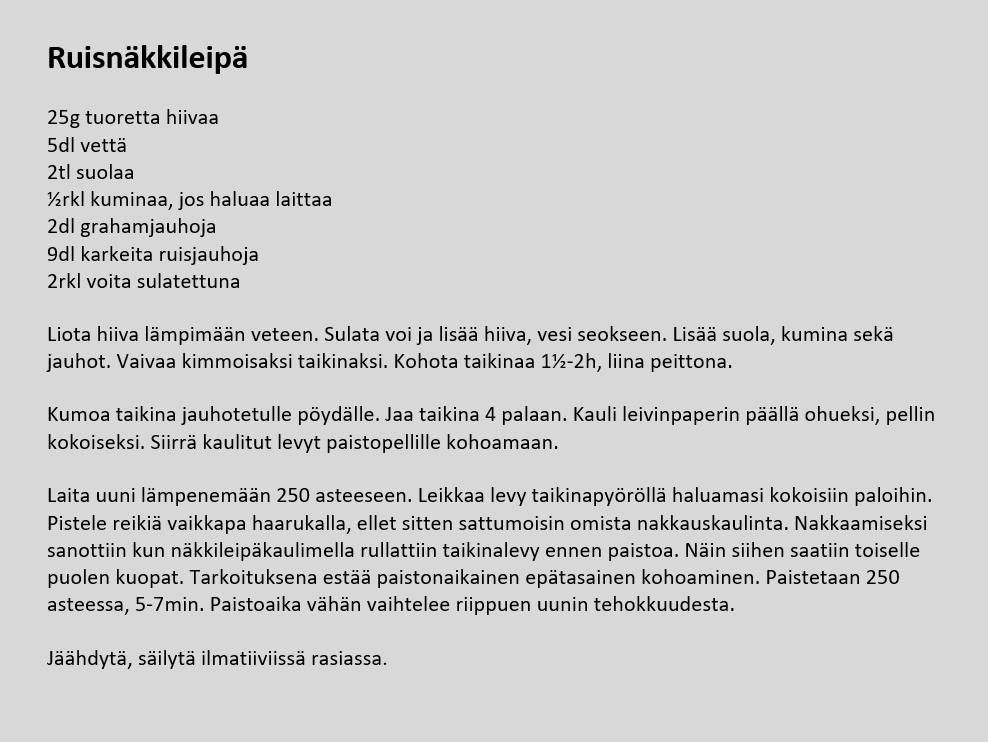 Ruisnäkkileipä
25g tuoretta hiivaa
5dl vettä
2tl suolaa
½rkl kuminaa, jos haluaa laittaa
2dl grahamjauhoja
9dl karkeita ruisjauhoja
2rkl voita sulatettuna
Liota hiiva lämpimään veteen. Sulata voi ja lisää hiiva, vesi seokseen. Lisää suola, kumina sekä
jauhot. Vaivaa kimmoisaksi taikinaksi. Kohota taikinaa 1½-2h, liina peittona.
Kumoa taikina jauhotetulle pöydälle. Jaa taikina 4 palaan. Kauli leivinpaperin päällä ohueksi, pellin
kokoiseksi. Siirrä kaulitut levyt paistopellille kohoamaan.
Laita uuni lämpenemään 250 asteeseen. Leikkaa levy taikinapyöröllä haluamasi kokoisiin paloihin.
Pistele reikiä vaikkapa haarukalla, ellet sitten sattumoisin omista nakkauskaulinta. Nakkaamiseksi
sanottiin kun näkkileipäkaulimella rullattiin taikinalevy ennen paistoa. Näin siihen saatiin toiselle
puolen kuopat. Tarkoituksena estää paistonaikainen epätasainen kohoaminen. Paistetaan 250
asteessa, 5-7min. Paistoaika vähän vaihtelee riippuen uunin tehokkuudesta.
Jäähdytä, säilytä ilmatiiviissä rasiassa.